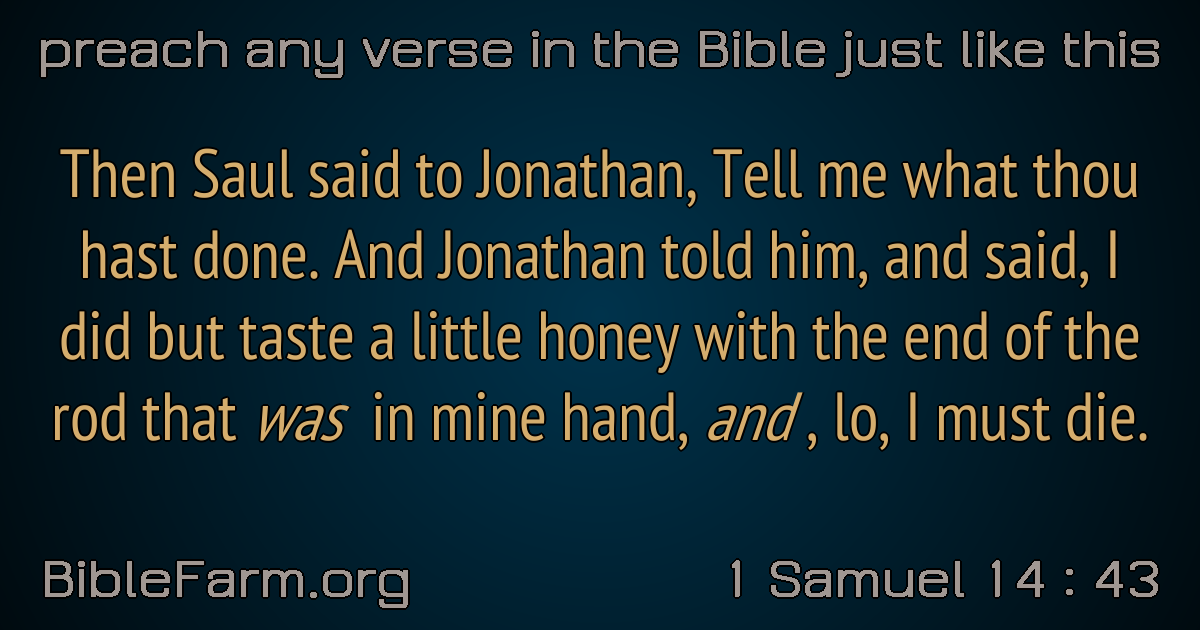 preach any verse in the Bible just like this
Then Saul said to Jonathan, Tell me what thou
hast done. And Jonathan told him, and said, I
did but taste a little honey with the end of the
rod that was in mine hand, and , lo, I must die.
BibleFarm.org
1 Samuel 14 : 43